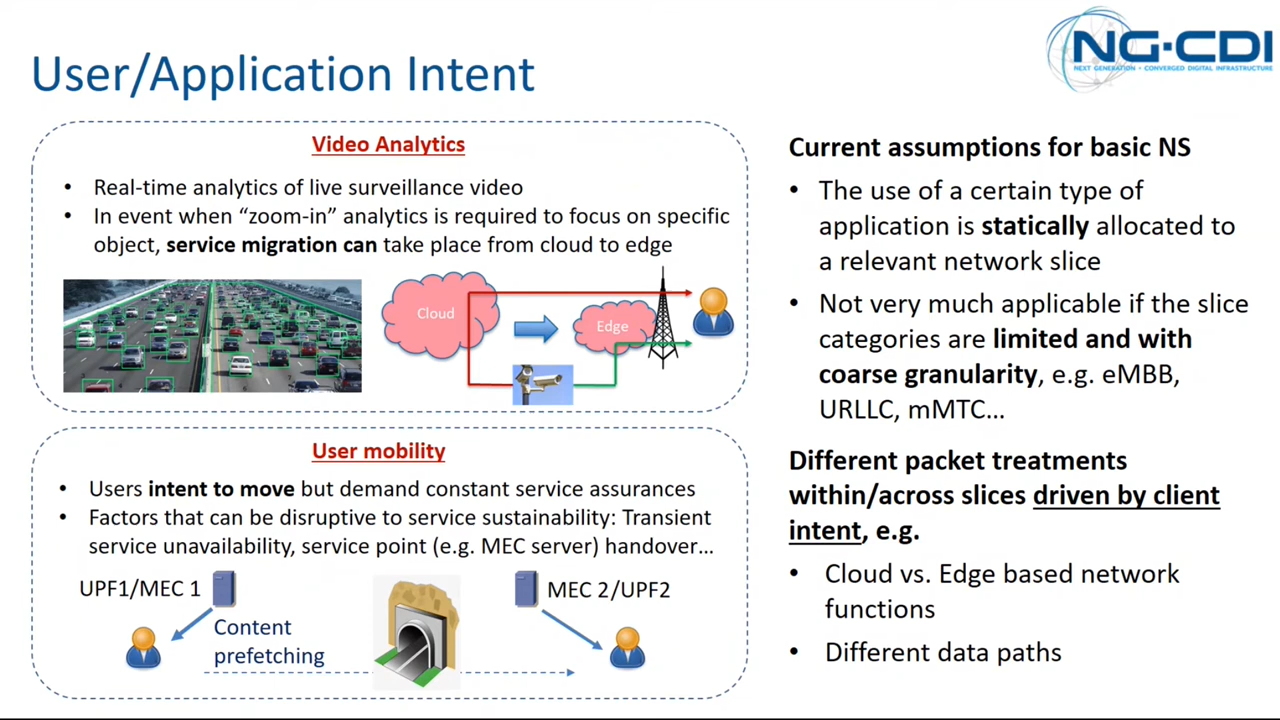 NG-CDI
NEXT GENERATION - CONVERGED DIGITAL INFRASTRUCTURE
User/Application Intent
Video Analytics
• Real-time analytics of live surveillance video
• In event when “zoom-in” analytics is required to focus on specific
object, service migration can take place from cloud to edge
Cloud
Edge
User mobility
• Users intent to move but demand constant service assurances
• Factors that can be disruptive to service sustainability: Transient
service unavailability, service point (e.g. MEC server) handover…
UPF1/MEC 1
MEC 2/UPF2
Content
prefetching
Current assumptions for basic NS
• The use of a certain type of
application is statically allocated to
a relevant network slice
• Not very much applicable if the slice
categories are limited and with
coarse granularity, e.g. eMBB,
URLLC, mMTC…
Different packet treatments
within/across slices driven by client
intent, e.g.
• Cloud vs. Edge based network
functions
• Different data paths